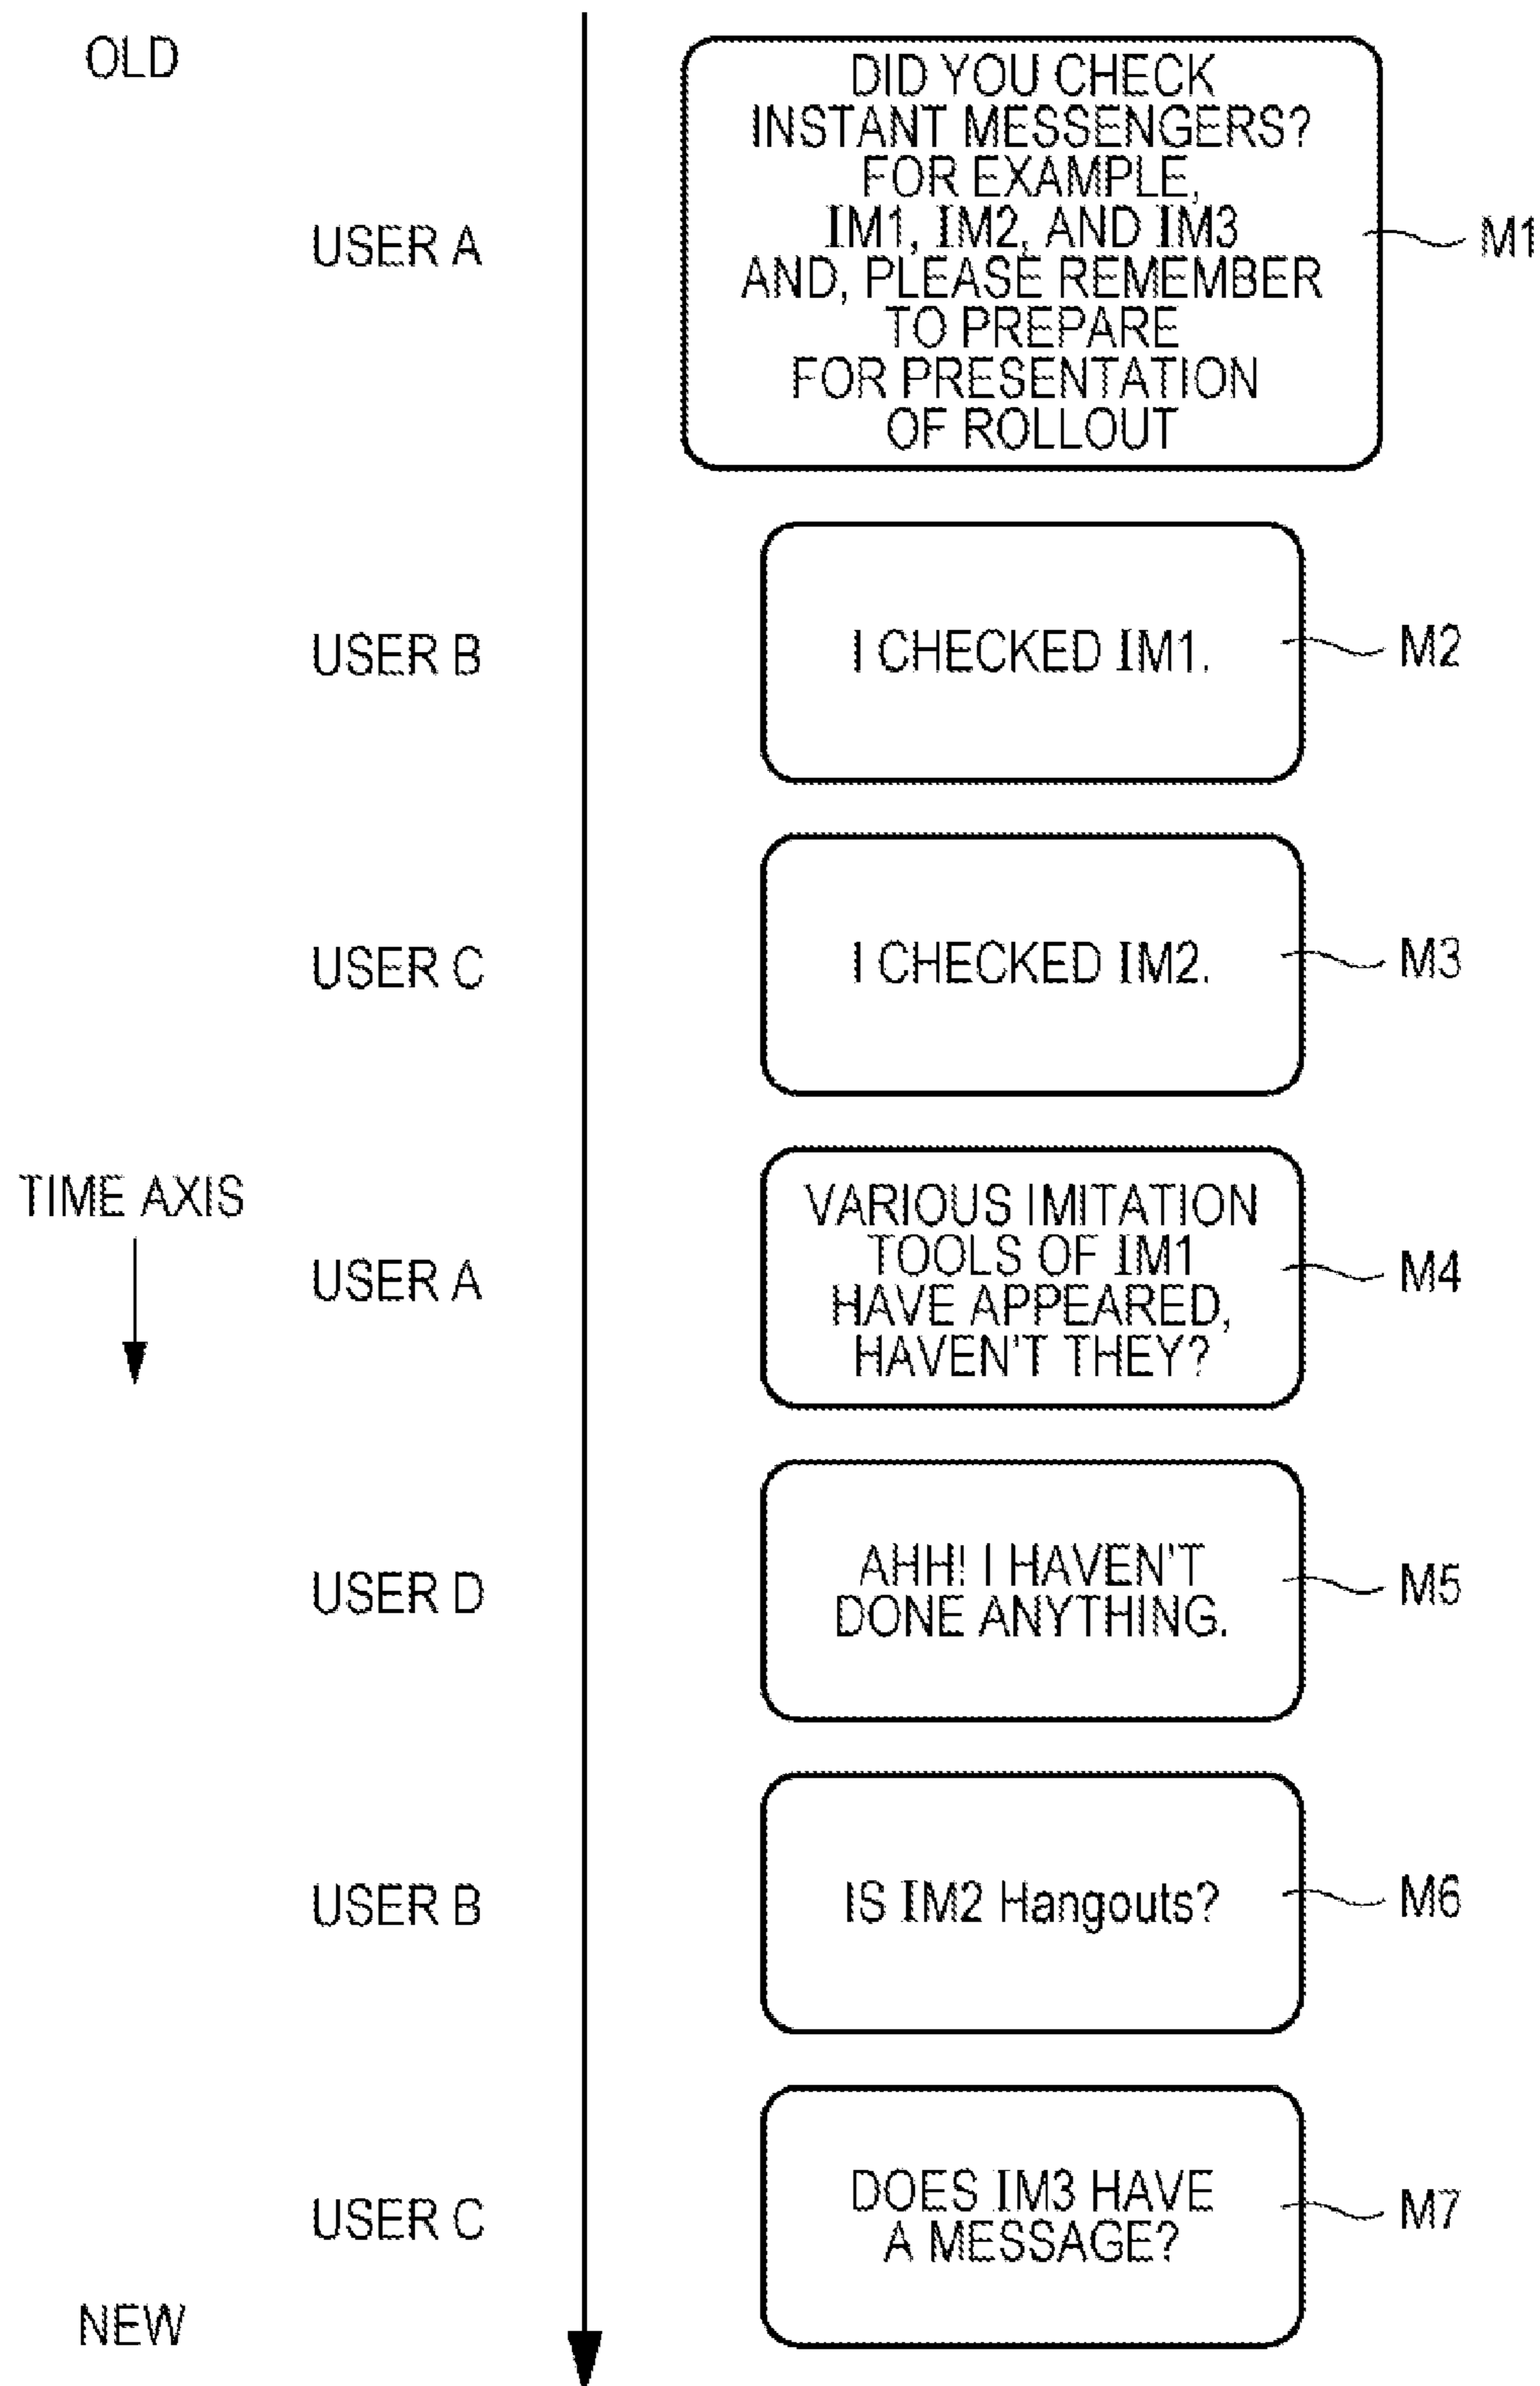 OLD
DID YOU CHECK
INSTANT MESSENGERS?
FOR EXAMPLE,
IM1, IM2, AND IM3
AND, PLEASE REMEMBER
TO PREPARE
FOR PRESENTATION
OF ROLLOUT
USER A
M1
USER B
I CHECKED IM1.
M2
USER C
I CHECKED IM2.
M3
TIME AXIS
USER A
VARIOUS IMITATION
TOOLS OF IM1
HAVE APPEARED,
HAVEN'T THEY?
M4
USER D
AHH! I HAVEN'T
DONE ANYTHING.
M5
USER B
IS IM2 Hangouts?
M6
USER C
DOES IM3 HAVE
A MESSAGE?
M7
NEW